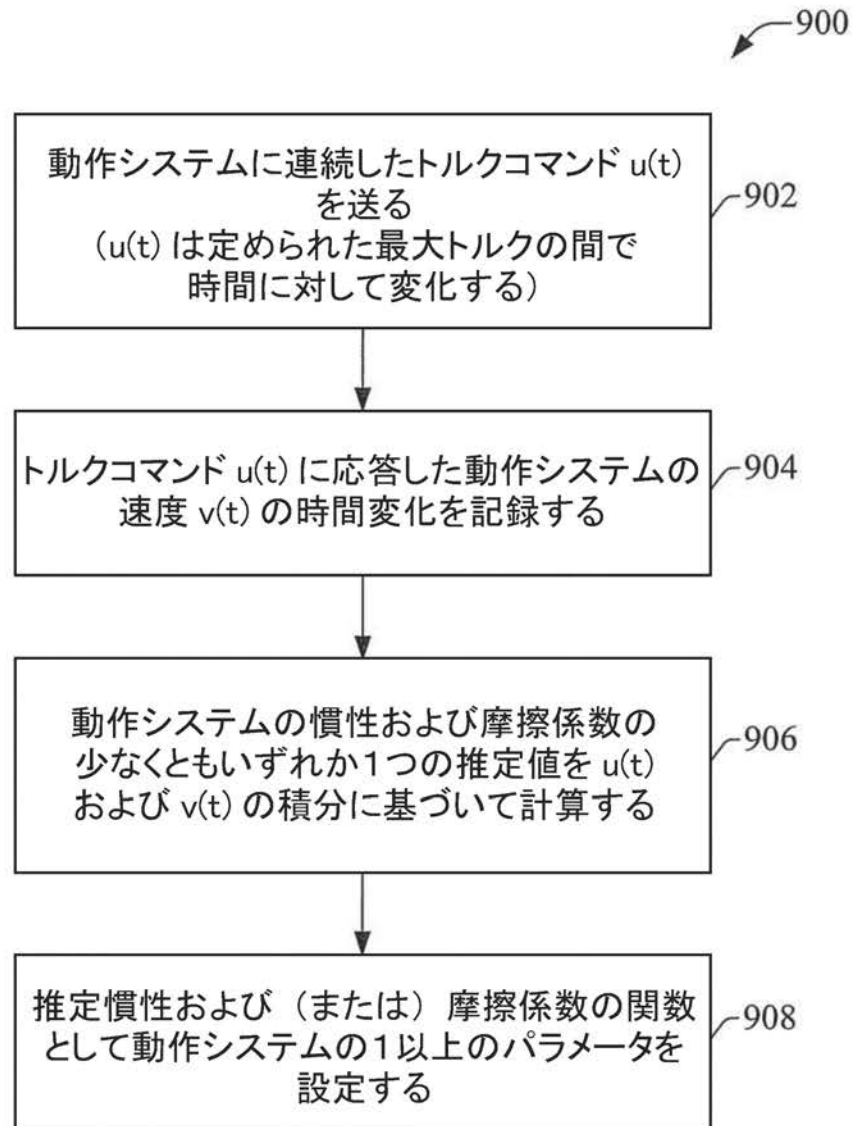 900
動作システムに連続したトルクコマンド u(t)
を送る
（u(t) は定められた最大トルクの間で
時間に対して変化する）
902
トルクコマンド u(t) に応答した動作システムの
速度 v(t) の時間変化を記録する
904
動作システムの慣性および摩擦係数の
少なくともいずれか１つの推定値を u(t)
および v(t) の積分に基づいて計算する
906
推定慣性および（または）摩擦係数の関数
として動作システムの１以上のパラメータを
設定する
908